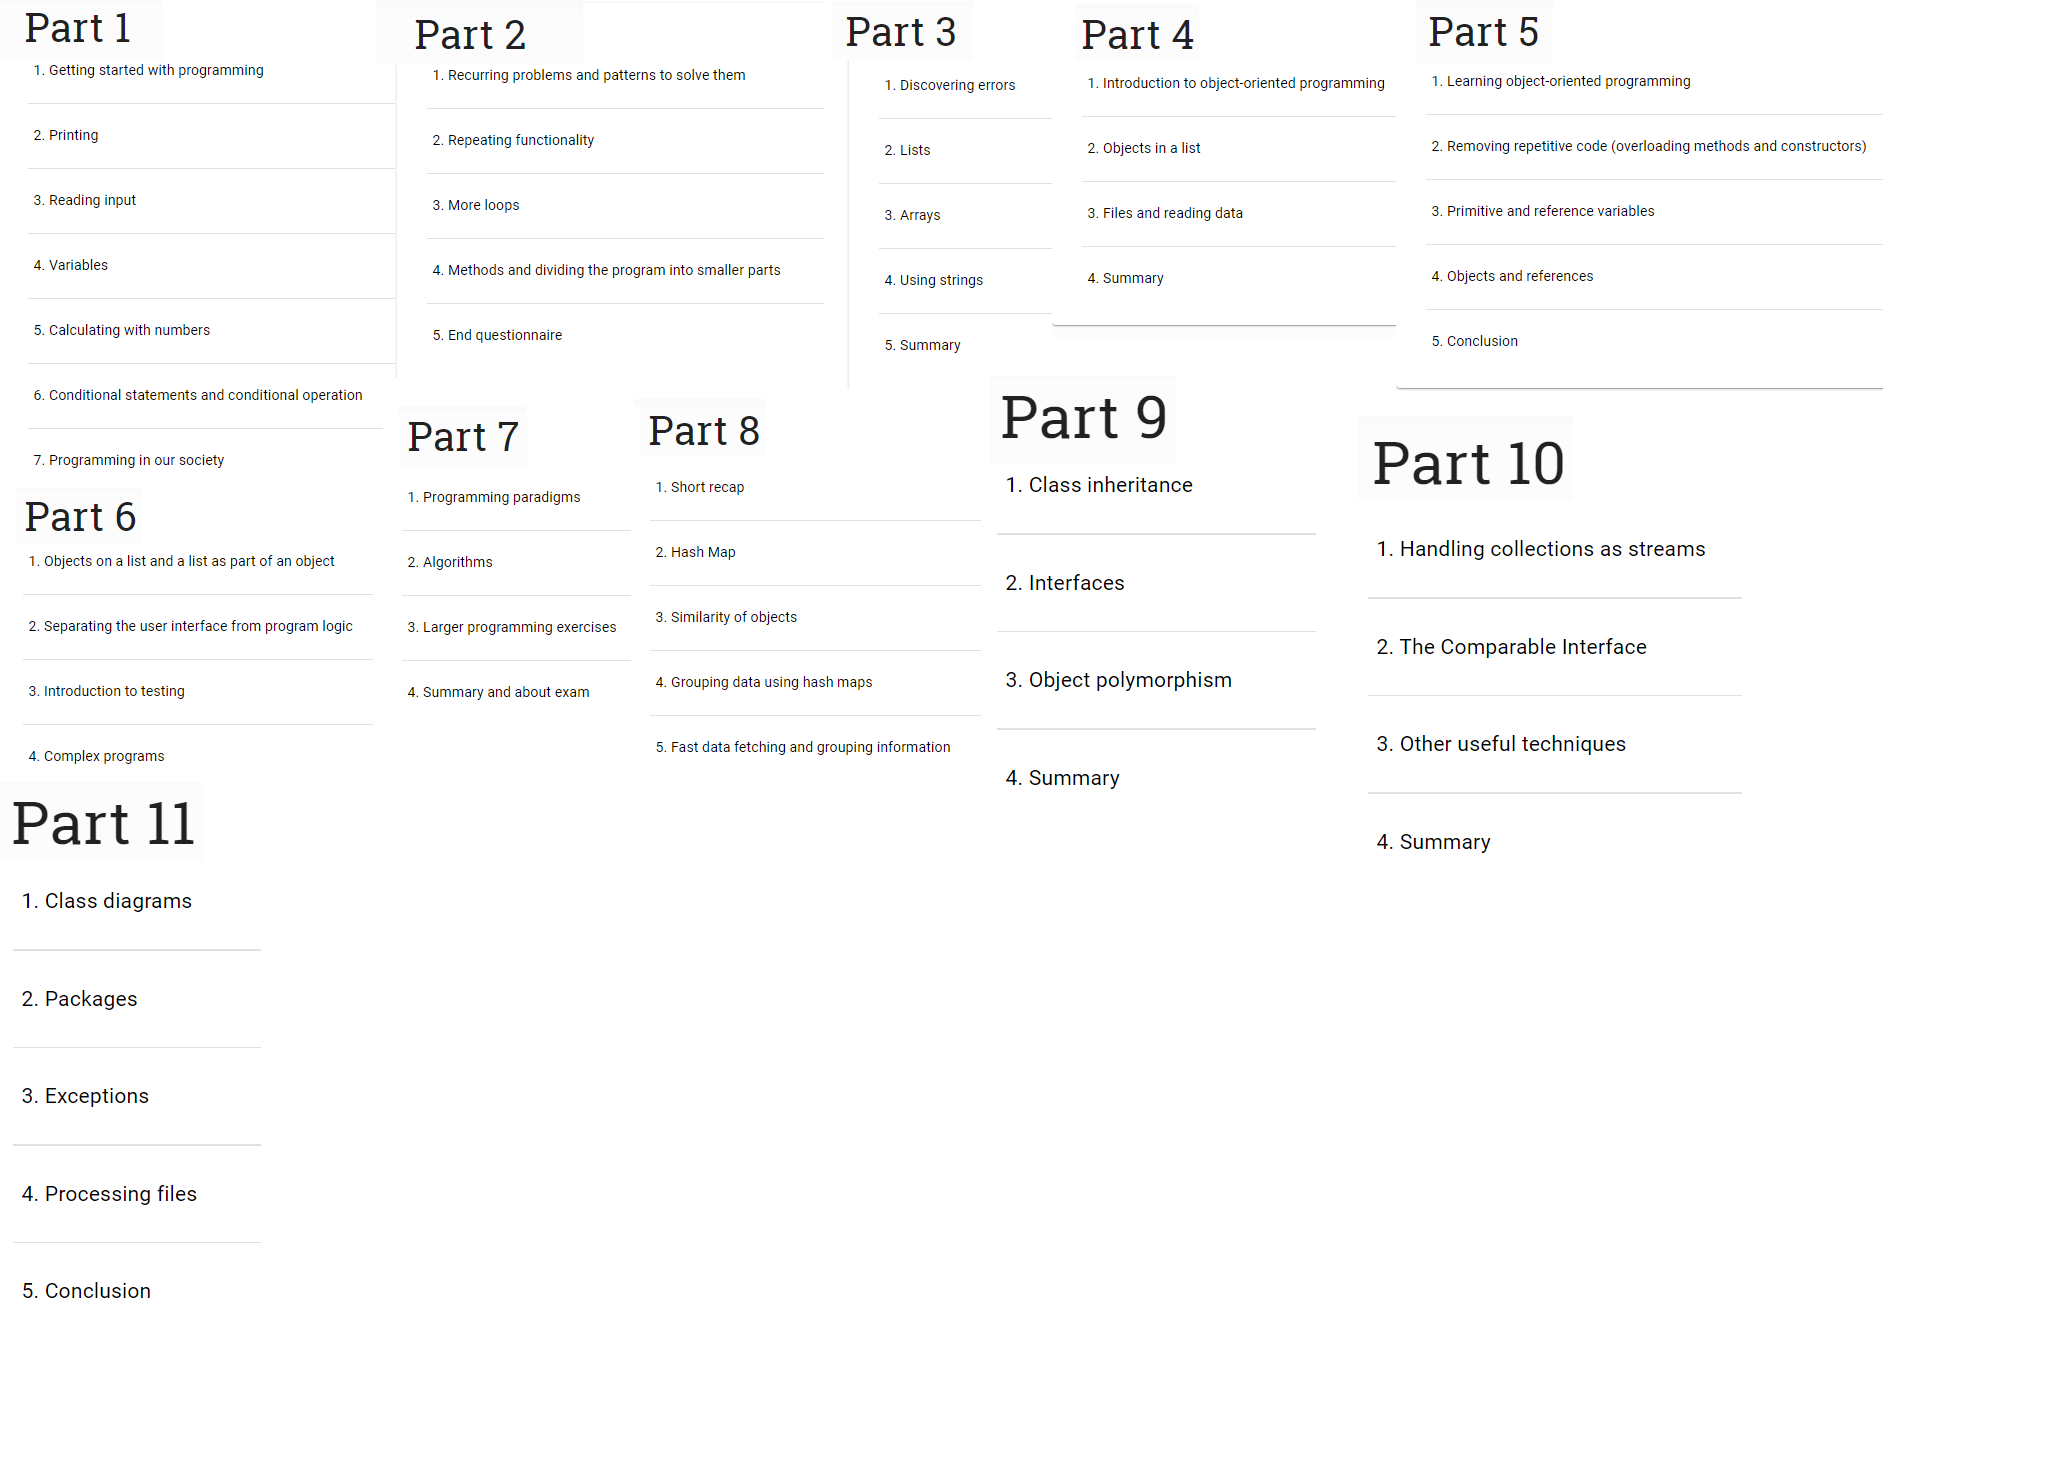 Part 1
1. Getting started with programming
2. Printing
3. Reading input
4. Variables
5. Calculating with numbers
6. Conditional statements and conditional operation
7. Programming in our society
Part 2
1. Recurring problems and patterns to solve them
2. Repeating functionality
3. More loops
4. Methods and dividing the program into smaller parts
5. End questionnaire
Part 3
1. Discovering errors
2. Lists
3. Arrays
4. Using strings
5. Summary
Part 4
1. Introduction to object-oriented programming
2. Objects in a list
3. Files and reading data
4. Summary
Part 5
1. Learning object-oriented programming
2. Removing repetitive code (overloading methods and constructors)
3. Primitive and reference variables
4. Objects and references
5. Conclusion
Part 6
1. Objects on a list and a list as part of an object
2. Separating the user interface from program logic
3. Introduction to testing
4. Complex programs
Part 7
1. Programming paradigms
2. Algorithms
3. Larger programming exercises
4. Summary and about exam
Part 8
1. Short recap
2. Hash Map
3. Similarity of objects
4. Grouping data using hash maps
5. Fast data fetching and grouping information
Part 9
1. Class inheritance
2. Interfaces
3. Object polymorphism
4. Summary
Part 10
1. Handling collections as streams
2. The Comparable Interface
3. Other useful techniques
4. Summary
Part 11
1. Class diagrams
2. Packages
3. Exceptions
4. Processing files
5. Conclusion